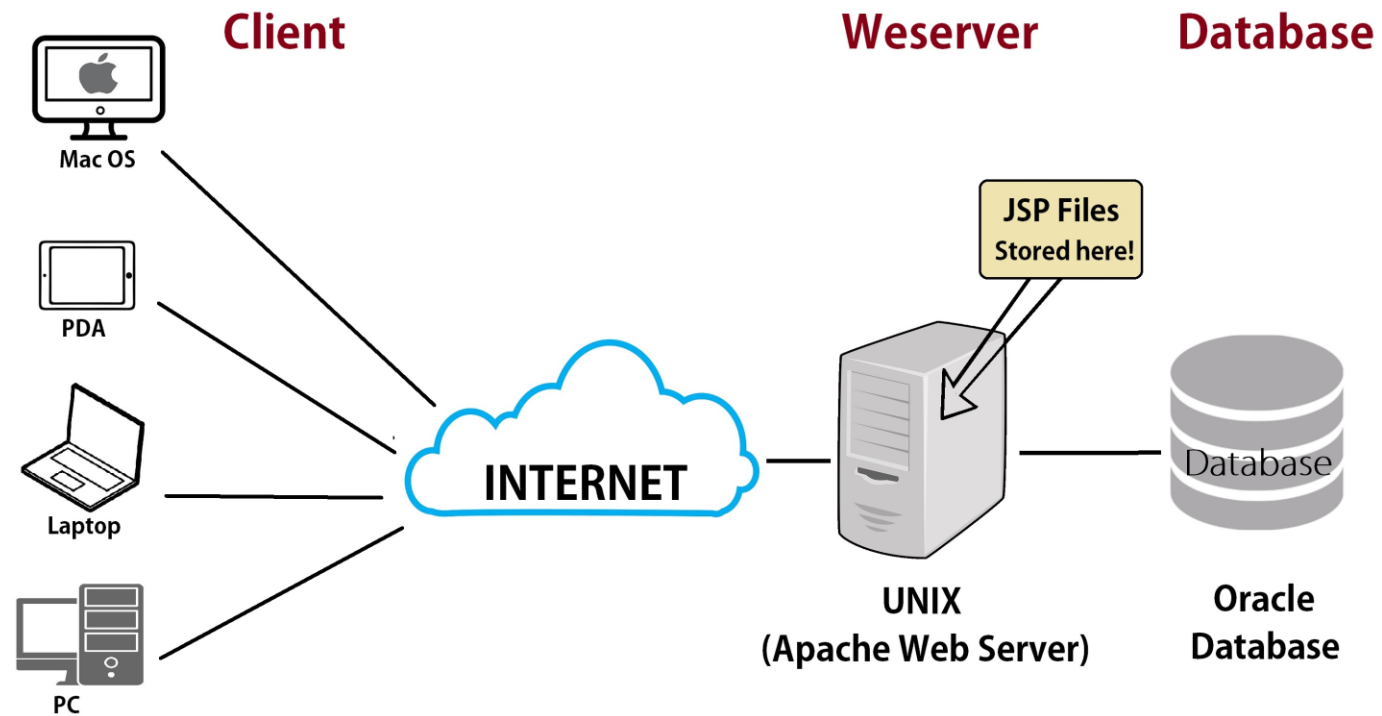 Client
Weserver
Database
Mac OS
JSP Files
Stored here!
PDA
INTERNET
Database
Laptop
UNIX
(Apache Web Server)
Oracle
Database
PC